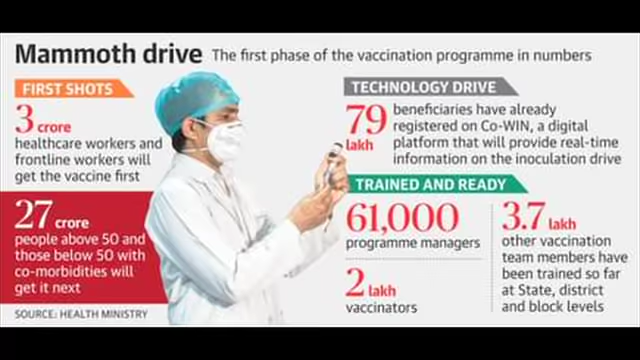 Mammoth drive The first phase of the vaccination programme in numbers
FIRST SHOTS
3 crore
healthcare workers and
frontline workers will
get the vaccine first
27 crore
people above 50 and
those below 50 with
co-morbidities will
get it next
SOURCE: HEALTH MINISTRY
TECHNOLOGY DRIVE
79 lakh
beneficiaries have already
registered on Co-WIN, a digital
platform that will provide real-time
information on the inoculation drive
TRAINED AND READY
61,000
programme managers
2 lakh
vaccinators
3.7 lakh
other vaccination
team members have
been trained so far
at State, district
and block levels